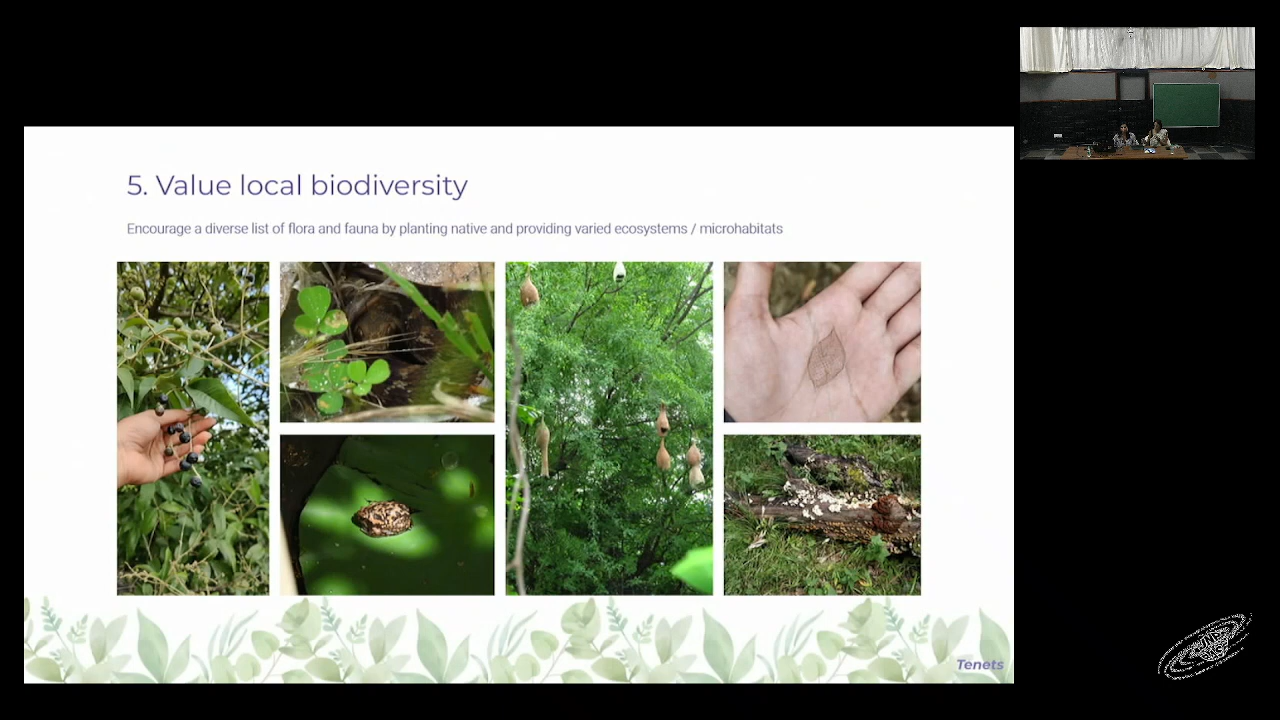 5. Value local biodiversity
Encourage a diverse list of flora and fauna by planting native and providing varied ecosystems / microhabitats
Tenets